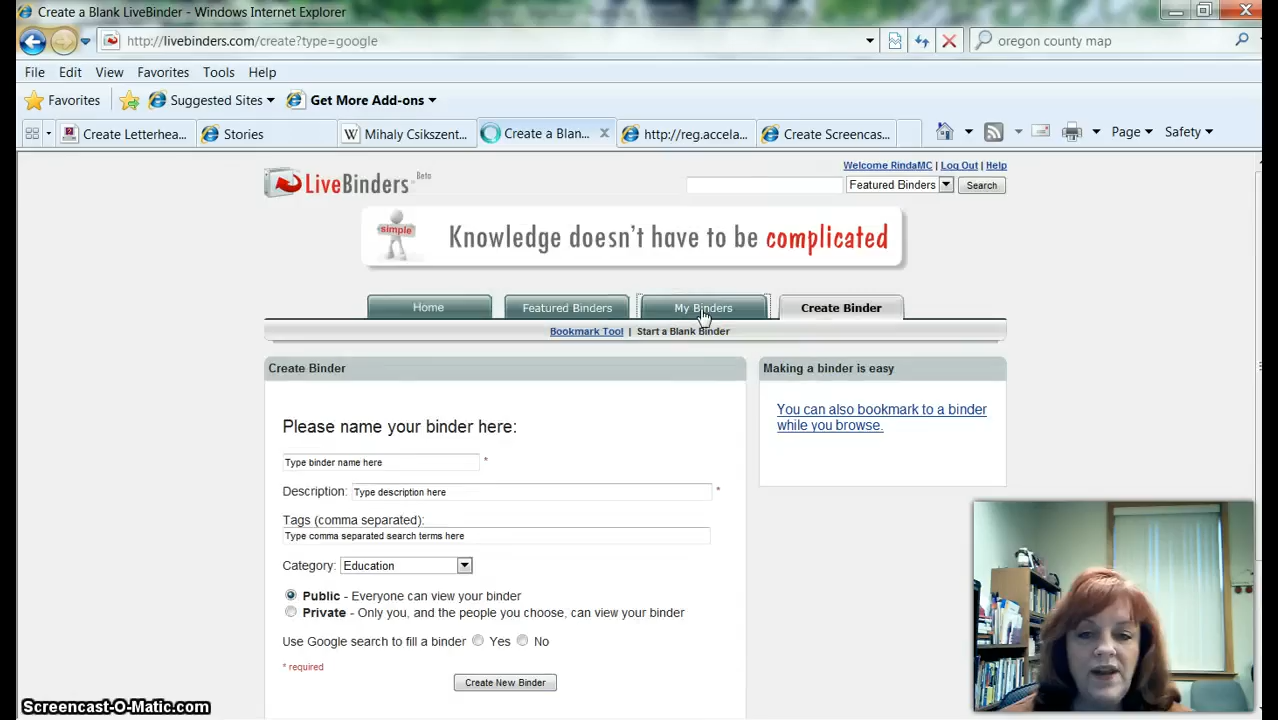 Create a Blank LiveBinder - Windows Internet Explorer
http://livebinders.com/create?type=google
oregon county map
File Edit View Favorites Tools Help
Favorites Suggested Sites Get More Add-ons
Create Letterhea... Stories Mihaly Csikszent... Create a Blan... http://reg.accela... Create Screencas... Page Safety
Welcome RindaMC | Log Out | Help
LiveBinders Beta
Featured Binders Search
simple Knowledge doesn't have to be complicated
Home Featured Binders My Binders Create Binder
Bookmark Tool | Start a Blank Binder
Create Binder
Making a binder is easy
Please name your binder here:
You can also bookmark to a binder
while you browse.
Type binder name here *
Description: Type description here *
Tags (comma separated):
Type comma separated search terms here
Category: Education
Public - Everyone can view your binder
Private - Only you, and the people you choose, can view your binder
Use Google search to fill a binder Yes No
* required
Create New Binder
Screencast-O-Matic.com